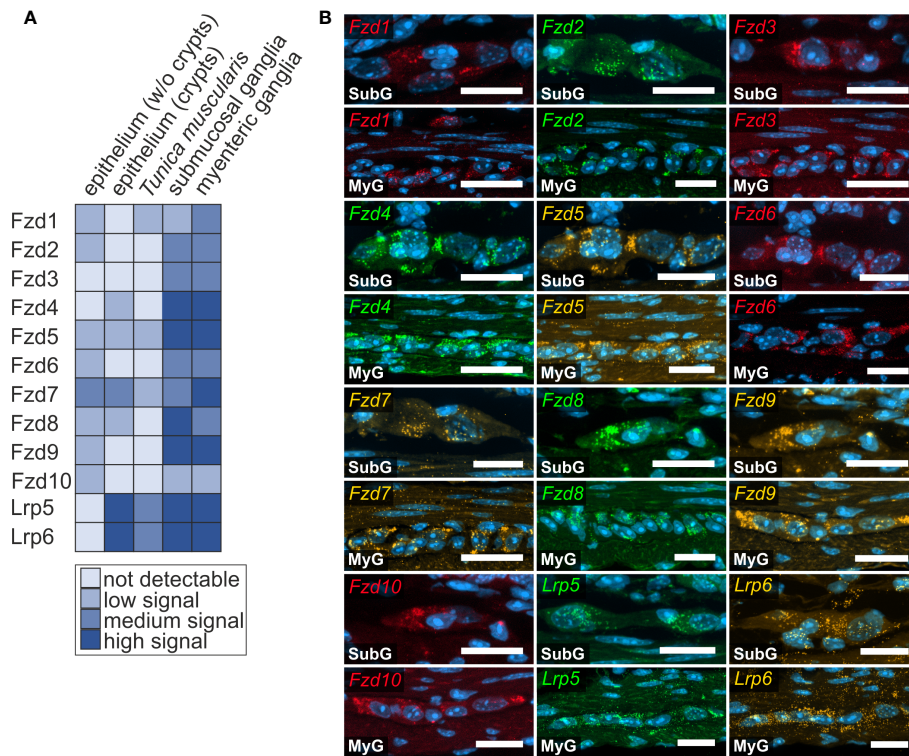 A
epithelium (w/o crypts)
epithelium (crypts)
Tunica muscularis
submucosal ganglia
myenteric ganglia
Fzd1
Fzd2
Fzd3
Fzd4
Fzd5
Fzd6
Fzd7
Fzd8
Fzd9
Fzd10
Lrp5
Lrp6
not detectable
low signal
medium signal
high signal
B
Fzd1
SubG
Fzd2
SubG
Fzd3
SubG
Fzd1
MyG
Fzd2
MyG
Fzd3
MyG
Fzd4
SubG
Fzd5
SubG
Fzd6
SubG
Fzd4
MyG
Fzd5
MyG
Fzd6
MyG
Fzd7
SubG
Fzd8
SubG
Fzd9
SubG
Fzd7
MyG
Fzd8
MyG
Fzd9
MyG
Fzd10
SubG
Lrp5
SubG
Lrp6
SubG
Fzd10
MyG
Lrp5
MyG
Lrp6
MyG